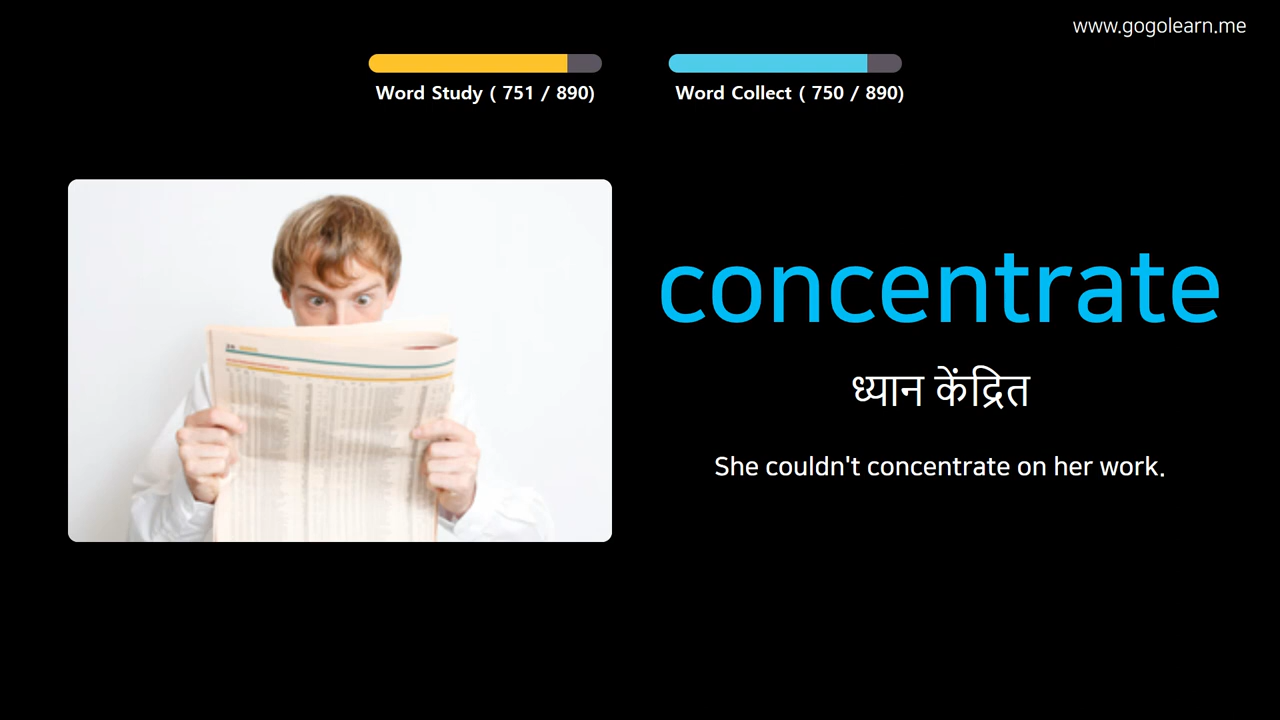 www.gogolearn.me
Word Study ( 751 / 890)
Word Collect ( 750 / 890)
concentrate
ध्यान केंद्रित
She couldn't concentrate on her work.